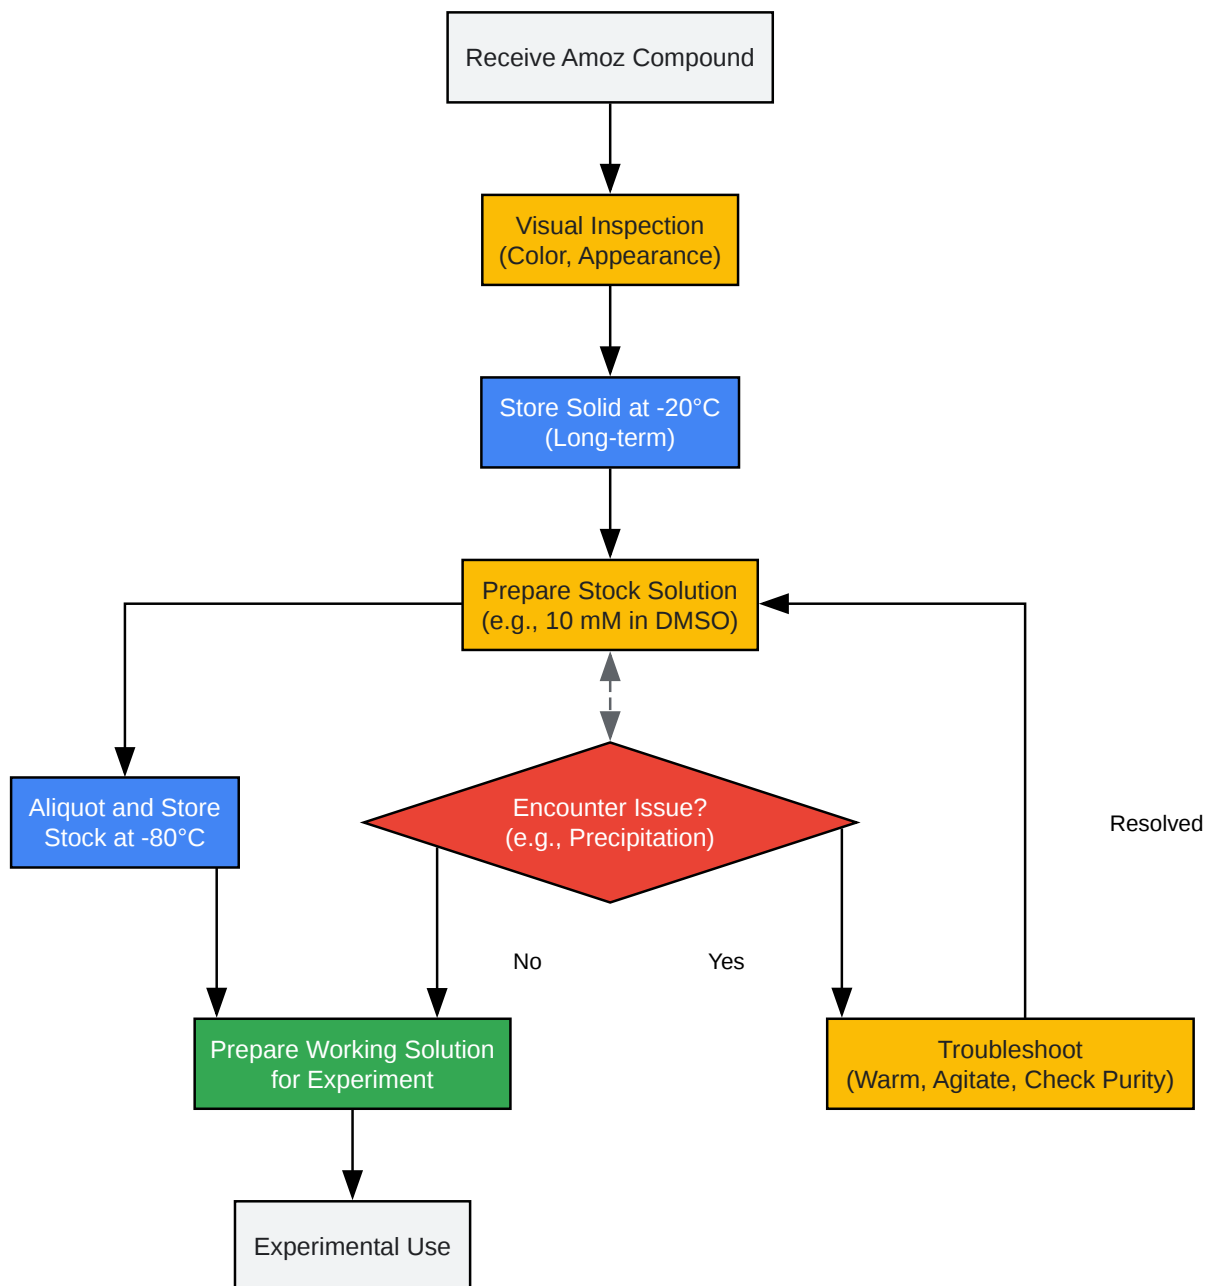 Receive Amoz Compound
Visual Inspection
(Color, Appearance)
Store Solid at -20°C
(Long-term)
Prepare Stock Solution
(e.g., 10 mM in DMSO)
Aliquot and Store
Stock at -80°C
Encounter Issue?
(e.g., Precipitation)
Resolved
No
Yes
Prepare Working Solution
for Experiment
Troubleshoot
(Warm, Agitate, Check Purity)
Experimental Use